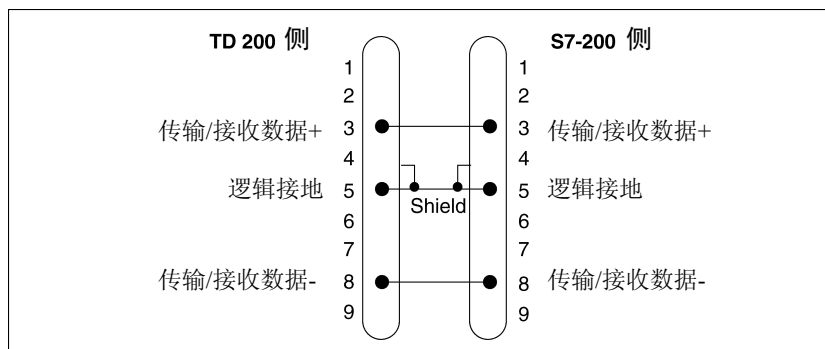 TD 200 侧 S7-200 侧
1 1
2 2
传输/接收数据+ 3 3 传输/接收数据+
4 4
逻辑接地 5 5 逻辑接地
Shield
6 6
7 7
传输/接收数据- 8 8 传输/接收数据-
9 9